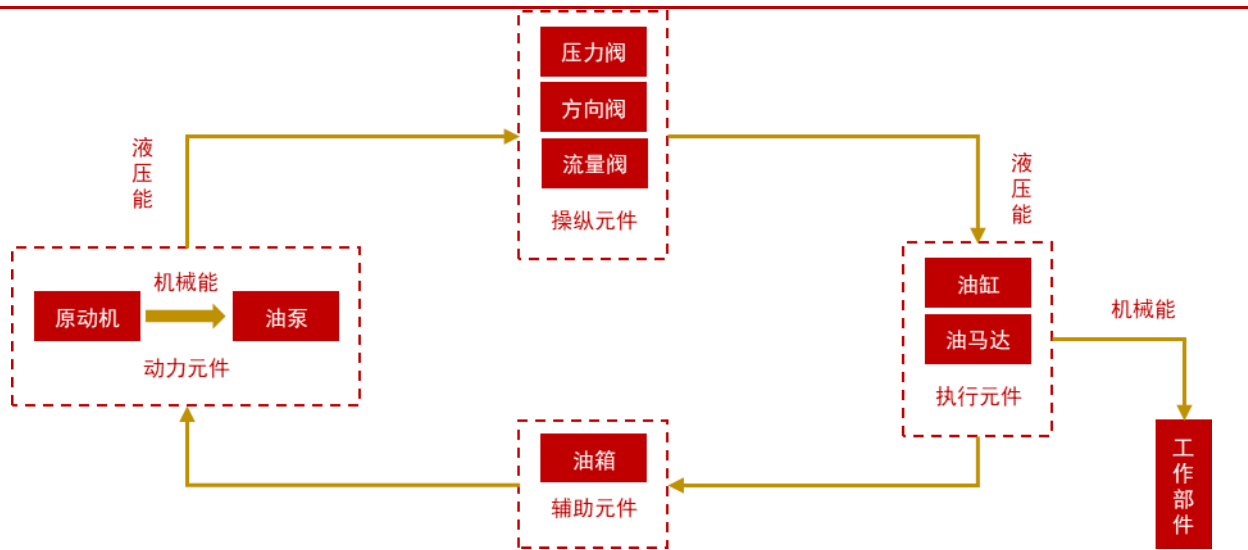 压力阀
方向阀
流量阀
操纵元件
液压能
液压能
机械能
原动机
油泵
动力元件
油缸
油马达
执行元件
机械能
油箱
辅助元件
工作部件